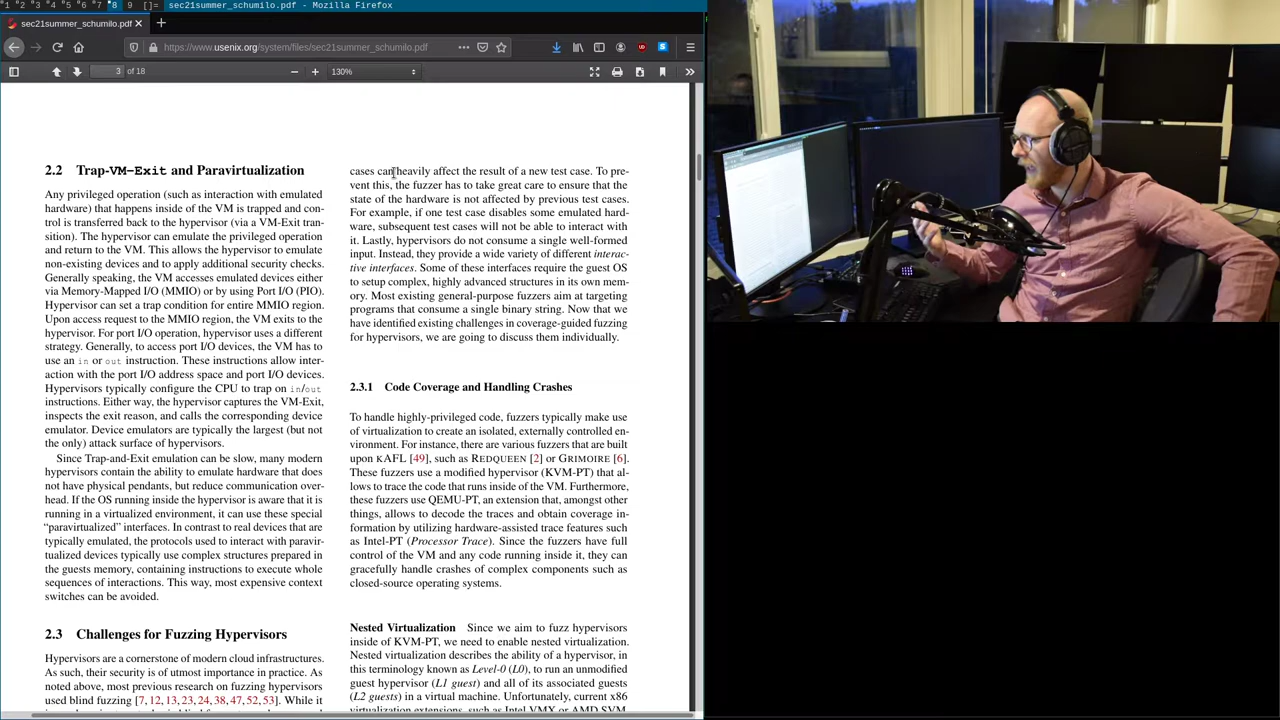 1 2 3 4 5 6 7 8 9 []= sec21summer_schumilo.pdf - Mozilla Firefox
sec21summer_schumilo.pdf
https://www.usenix.org/system/files/sec21summer_schumilo.pdf
3 of 18
130%
2.2 Trap-VM-Exit and Paravirtualization
Any privileged operation (such as interaction with emulated
hardware) that happens inside of the VM is trapped and con-
trol is transferred back to the hypervisor (via a VM-Exit tran-
sition). The hypervisor can emulate the privileged operation
and return to the VM. This allows the hypervisor to emulate
non-existing devices and to apply additional security checks.
Generally speaking, the VM accesses emulated devices either
via Memory-Mapped I/O (MMIO) or by using Port I/O (PIO).
Hypervisor can set a trap condition for entire MMIO region.
Upon access request to the MMIO region, the VM exits to the
hypervisor. For port I/O operation, hypervisor uses a different
strategy. Generally, to access port I/O devices, the VM has to
use an in or out instruction. These instructions allow inter-
action with the port I/O address space and port I/O devices.
Hypervisors typically configure the CPU to trap on in/out
instructions. Either way, the hypervisor captures the VM-Exit,
inspects the exit reason, and calls the corresponding device
emulator. Device emulators are typically the largest (but not
the only) attack surface of hypervisors.
Since Trap-and-Exit emulation can be slow, many modern
hypervisors contain the ability to emulate hardware that does
not have physical pendants, but reduce communication over-
head. If the OS running inside the hypervisor is aware that it is
running in a virtualized environment, it can use these special
“paravirtualized” interfaces. In contrast to real devices that are
typically emulated, the protocols used to interact with paravir-
tualized devices typically use complex structures prepared in
the guests memory, containing instructions to execute whole
sequences of interactions. This way, most expensive context
switches can be avoided.
2.3 Challenges for Fuzzing Hypervisors
Hypervisors are a cornerstone of modern cloud infrastructures.
As such, their security is of utmost importance in practice. As
noted above, most previous research on fuzzing hypervisors
used blind fuzzing [7, 12, 13, 23, 24, 38, 47, 52, 53]. While it
cases can heavily affect the result of a new test case. To pre-
vent this, the fuzzer has to take great care to ensure that the
state of the hardware is not affected by previous test cases.
For example, if one test case disables some emulated hard-
ware, subsequent test cases will not be able to interact with
it. Lastly, hypervisors do not consume a single well-formed
input. Instead, they provide a wide variety of different interac-
tive interfaces. Some of these interfaces require the guest OS
to setup complex, highly advanced structures in its own mem-
ory. Most existing general-purpose fuzzers aim at targeting
programs that consume a single binary string. Now that we
have identified existing challenges in coverage-guided fuzzing
for hypervisors, we are going to discuss them individually.
2.3.1 Code Coverage and Handling Crashes
To handle highly-privileged code, fuzzers typically make use
of virtualization to create an isolated, externally controlled en-
vironment. For instance, there are various fuzzers that are built
upon KAFL [49], such as REDQUEEN [2] or GRIMOIRE [6].
These fuzzers use a modified hypervisor (KVM-PT) that al-
lows to trace the code that runs inside of the VM. Furthermore,
these fuzzers use QEMU-PT, an extension that, amongst other
things, allows to decode the traces and obtain coverage in-
formation by utilizing hardware-assisted trace features such
as Intel-PT (Processor Trace). Since the fuzzers have full
control of the VM and any code running inside it, they can
gracefully handle crashes of complex components such as
closed-source operating systems.
Nested Virtualization Since we aim to fuzz hypervisors
inside of KVM-PT, we need to enable nested virtualization.
Nested virtualization describes the ability of a hypervisor, in
this terminology known as Level-0 (L0), to run an unmodified
guest hypervisor (L1 guest) and all of its associated guests
(L2 guests) in a virtual machine. Unfortunately, current x86
virtualization extensions, such as Intel VMX or AMD SVM,